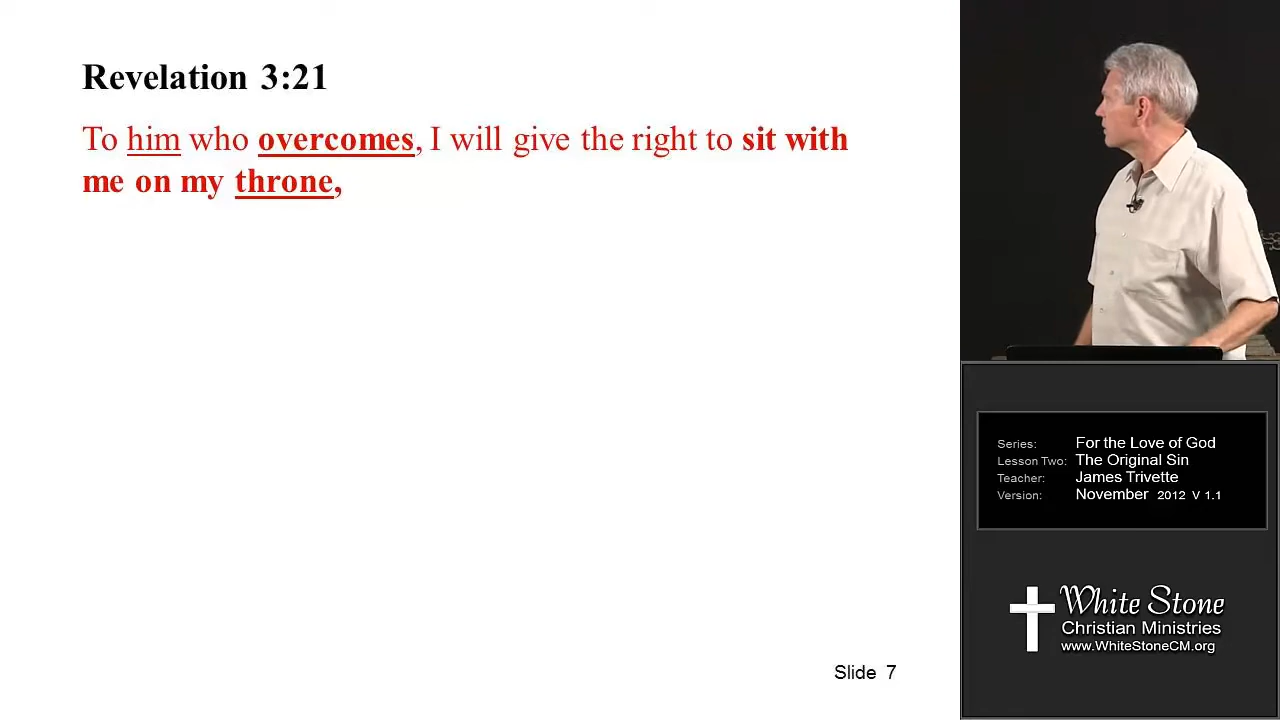 Revelation 3:21
To him who overcomes, I will give the right to sit with
me on my throne,
Slide 7
Series: For the Love of God
Lesson Two: The Original Sin
Teacher: James Trivette
Version: November 2012 V 1.1
White Stone
Christian Ministries
www.WhiteStoneCM.org